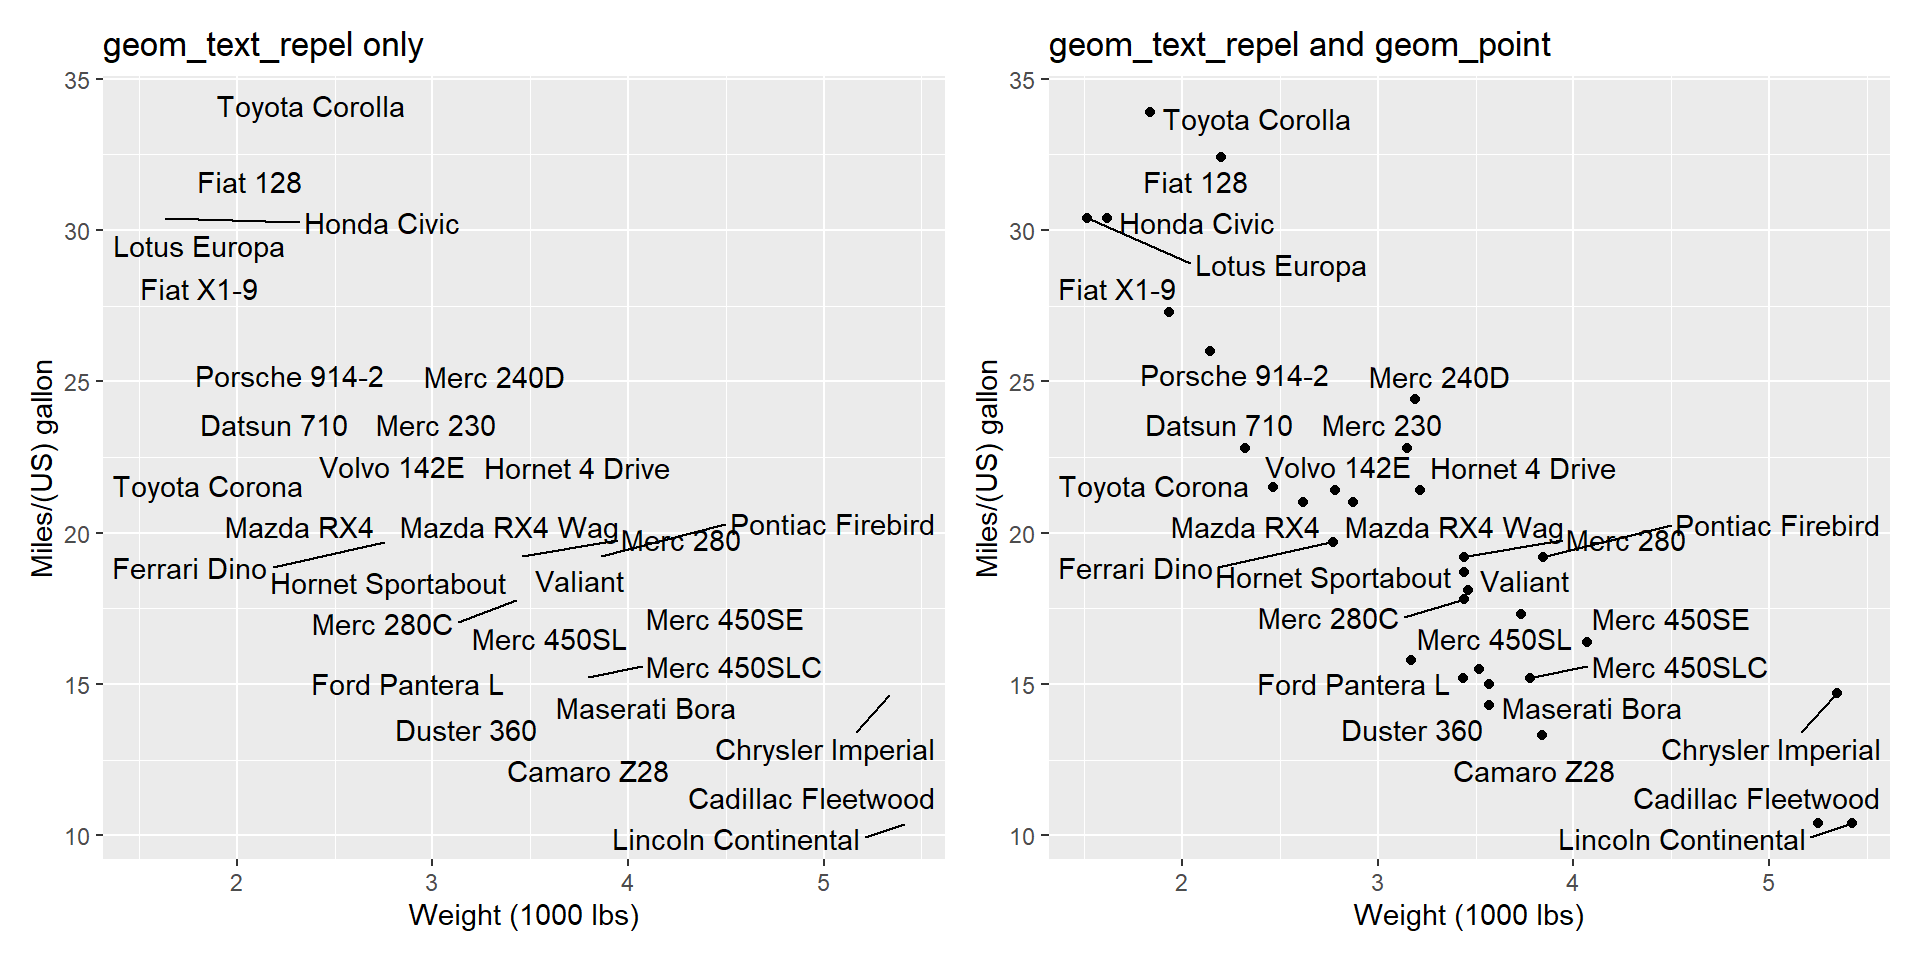 geom_text_repel only
35
Toyota Corolla
Fiat 128
30
Honda Civic
Lotus Europa
Fiat X1-9
25
Porsche 914-2
Merc 240D
Datsun 710
Merc 230
Volvo 142E
Hornet 4 Drive
Toyota Corona
20
Mazda RX4
Mazda RX4 Wag
Pontiac Firebird
Merc 280
Ferrari Dino
Hornet Sportabout
Valiant
Merc 280C
Merc 450SE
Merc 450SL
Merc 450SLC
15
Ford Pantera L
Maserati Bora
Duster 360
Chrysler Imperial
Camaro Z28
Cadillac Fleetwood
10
Lincoln Continental
2
3
4
5
Weight (1000 lbs)
Miles/(US) gallon
geom_text_repel and geom_point
35
Toyota Corolla
Fiat 128
30
Honda Civic
Lotus Europa
Fiat X1-9
25
Porsche 914-2
Merc 240D
Datsun 710
Merc 230
Volvo 142E
Hornet 4 Drive
Toyota Corona
20
Mazda RX4
Mazda RX4 Wag
Pontiac Firebird
Merc 280
Ferrari Dino
Hornet Sportabout
Valiant
Merc 280C
Merc 450SE
Merc 450SL
Merc 450SLC
15
Ford Pantera L
Maserati Bora
Duster 360
Chrysler Imperial
Camaro Z28
Cadillac Fleetwood
10
Lincoln Continental
2
3
4
5
Weight (1000 lbs)
Miles/(US) gallon